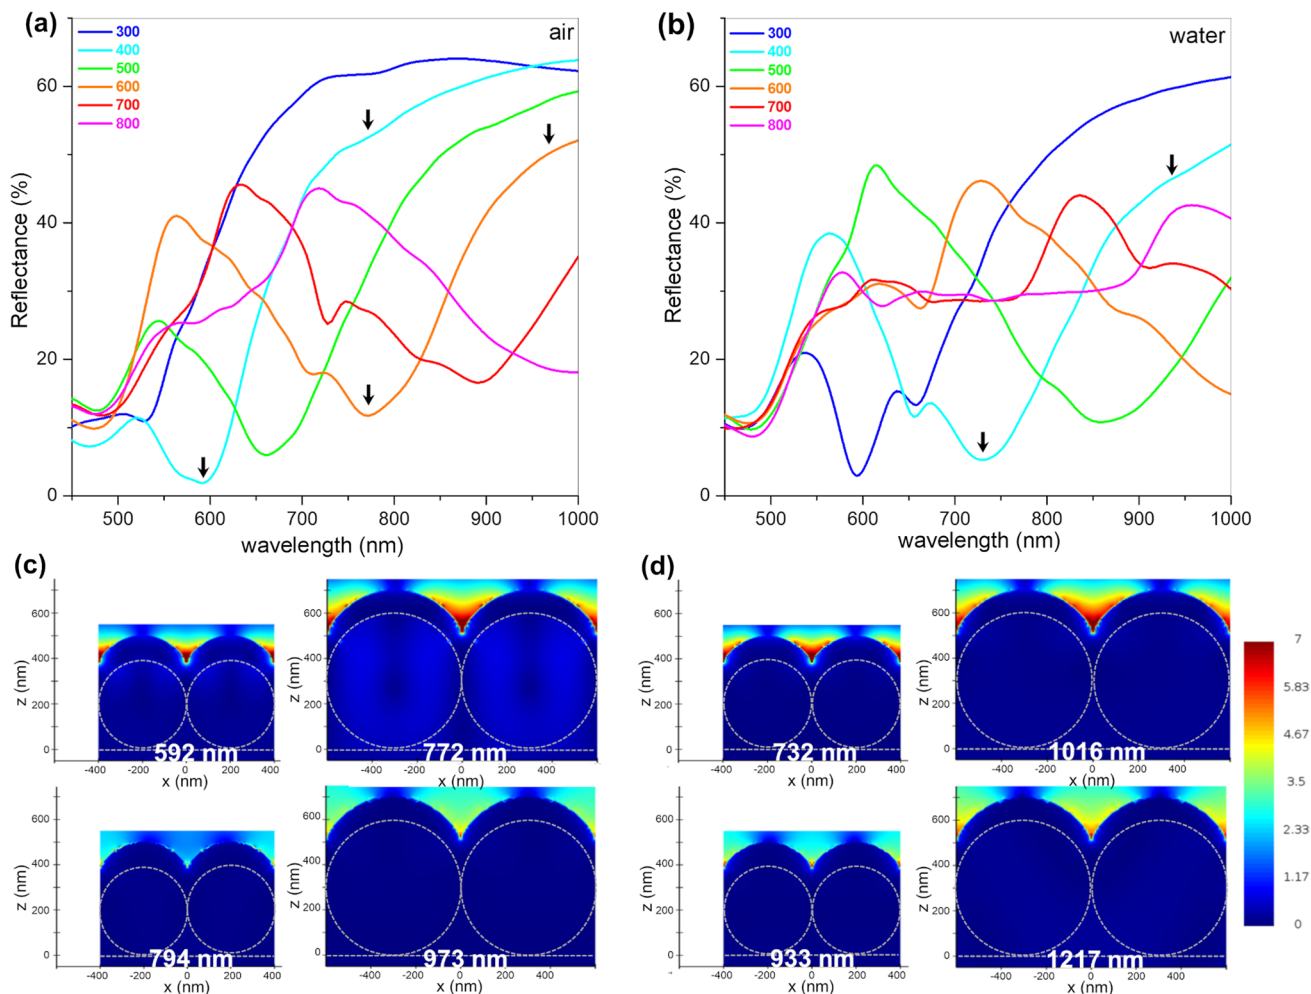 (a)
air
300
400
500
600
700
800
60
40
20
0
Reflectance (%)
500 600 700 800 900 1000
wavelength (nm)
(b)
water
300
400
500
600
700
800
60
40
20
0
Reflectance (%)
500 600 700 800 900 1000
wavelength (nm)
(c)
600
400
200
0
z (nm)
592 nm
-400 -200 0 200 400
x (nm)
600
400
200
0
z (nm)
772 nm
-400 -200 0 200 400
x (nm)
600
400
200
0
z (nm)
794 nm
-400 -200 0 200 400
x (nm)
600
400
200
0
z (nm)
973 nm
-400 -200 0 200 400
x (nm)
(d)
600
400
200
0
z (nm)
732 nm
-400 -200 0 200 400
x (nm)
600
400
200
0
z (nm)
1016 nm
-400 -200 0 200 400
x (nm)
600
400
200
0
z (nm)
933 nm
-400 -200 0 200 400
x (nm)
600
400
200
0
z (nm)
1217 nm
-400 -200 0 200 400
x (nm)
7
5.83
4.67
3.5
2.33
1.17
0